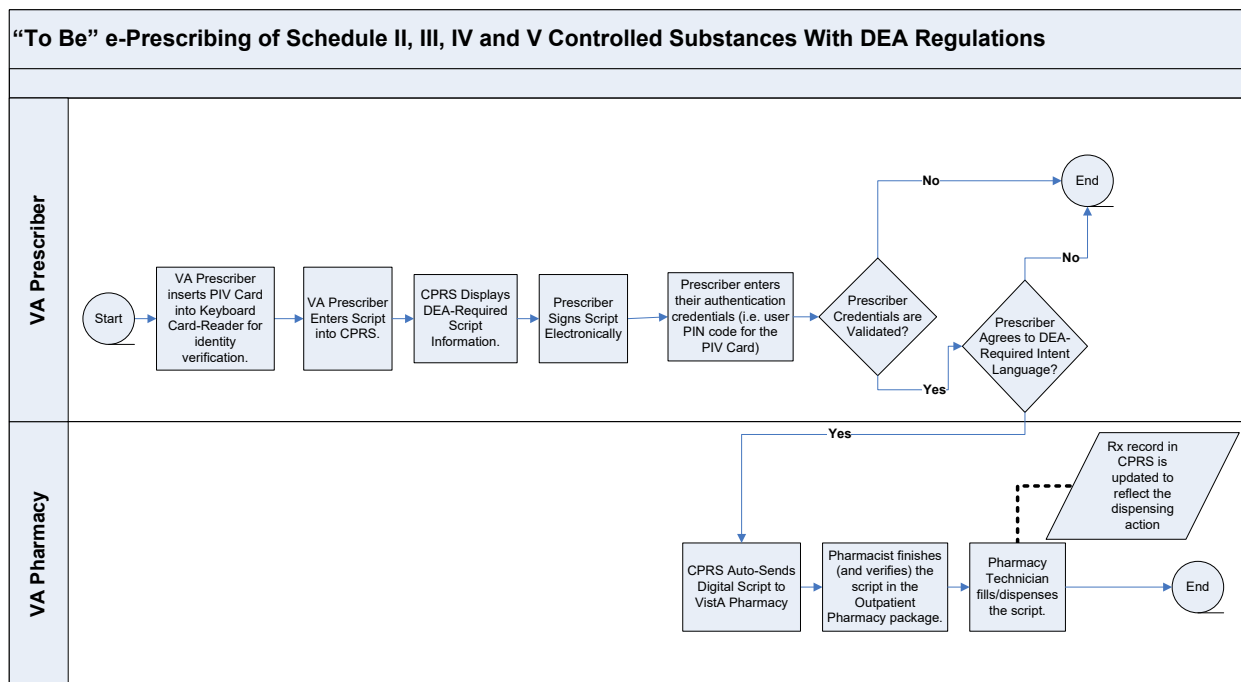 “To Be” e-Prescribing of Schedule II, III, IV and V Controlled Substances With DEA Regulations
VA Prescriber
Start
VA Prescriber
inserts PIV Card
into Keyboard
Card-Reader for
identity
verification.
VA Prescriber
Enters Script
into CPRS.
CPRS Displays
DEA-Required
Script
Information.
Prescriber
Signs Script
Electronically
Prescriber enters
their authentication
credentials (i.e. user
PIN code for the
PIV Card)
Prescriber
Credentials are
Validated?
No
Yes
Prescriber
Agrees to DEA-
Required Intent
Language?
No
End
Yes
VA Pharmacy
CPRS Auto-Sends
Digital Script to
VistA Pharmacy
Pharmacist finishes
(and verifies) the
script in the
Outpatient
Pharmacy package.
Pharmacy
Technician
fills/dispenses
the script.
Rx record in
CPRS is
updated to
reflect the
dispensing
action
End